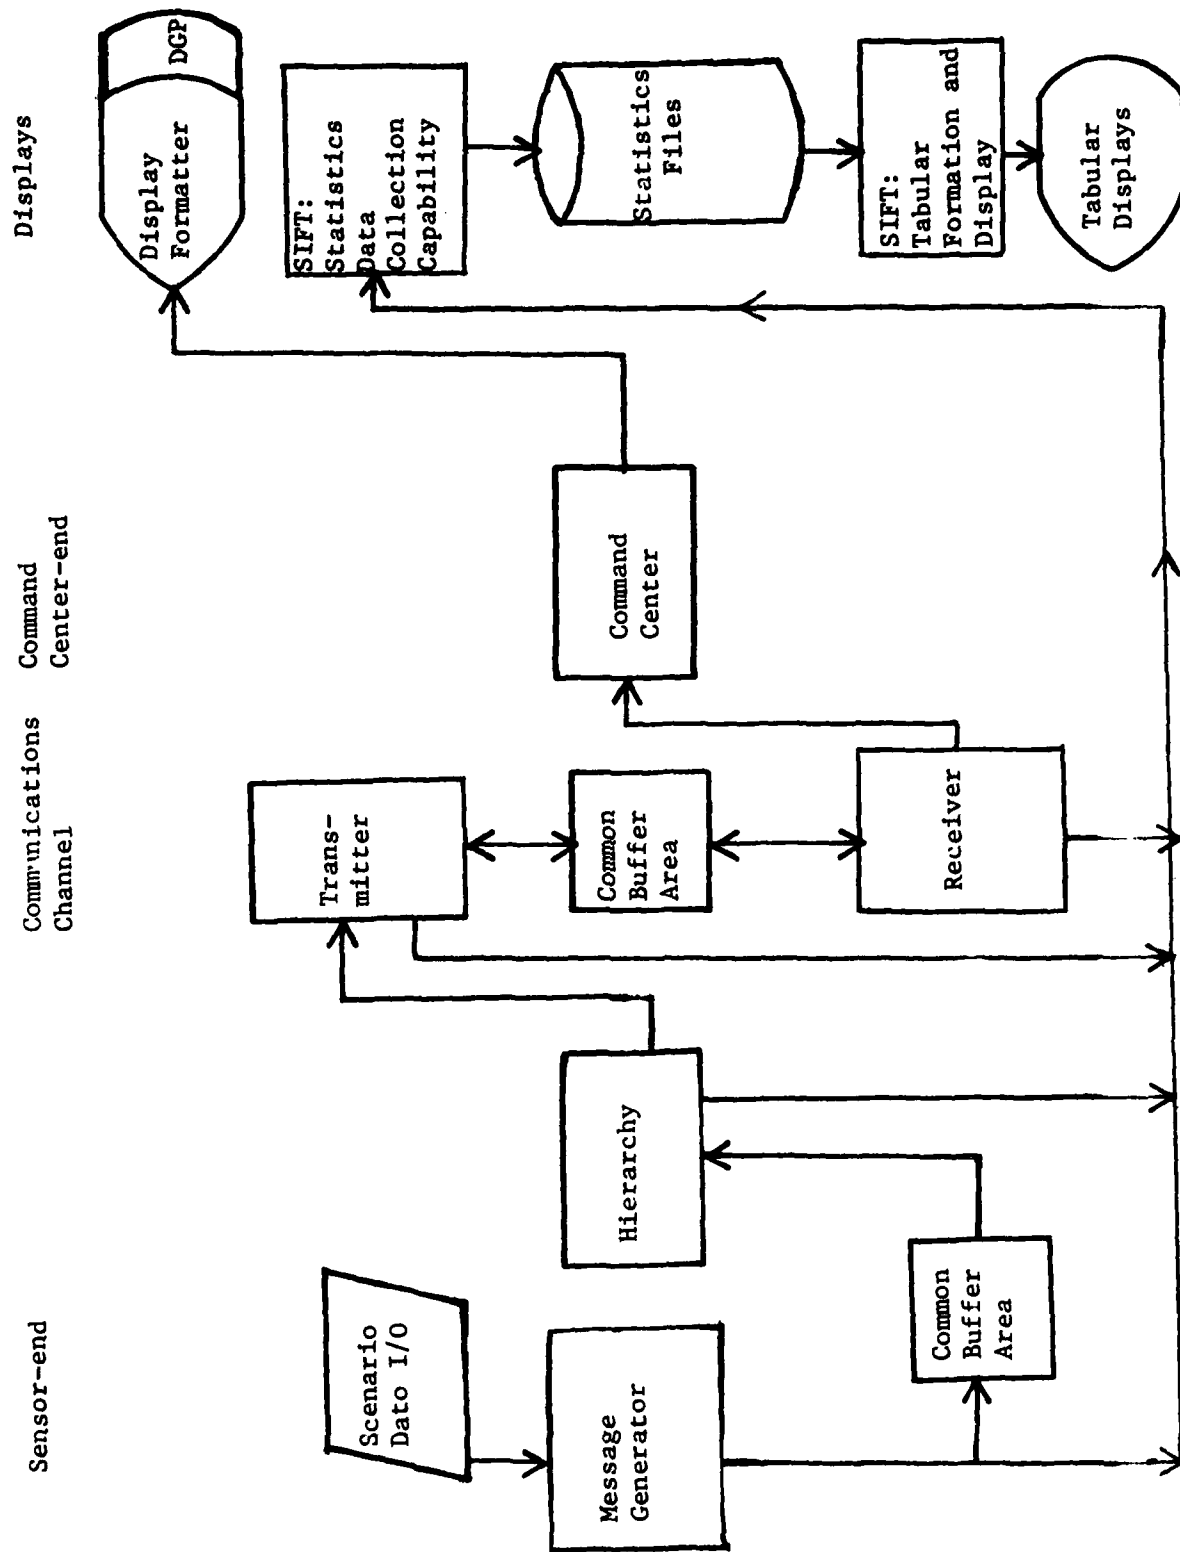 Sensor-end
Communications
Channel
Command
Center-end
Displays
Scenario
Dato I/O
Message
Generator
Common
Buffer
Area
Hierarchy
Trans-
mitter
Common
Buffer
Area
Receiver
Command
Center
Display
Formatter
DGP
SIFT:
Statistics
Data
Collection
Capability
Statistics
Files
SIFT:
Tabular
Formation and
Display
Tabular
Displays